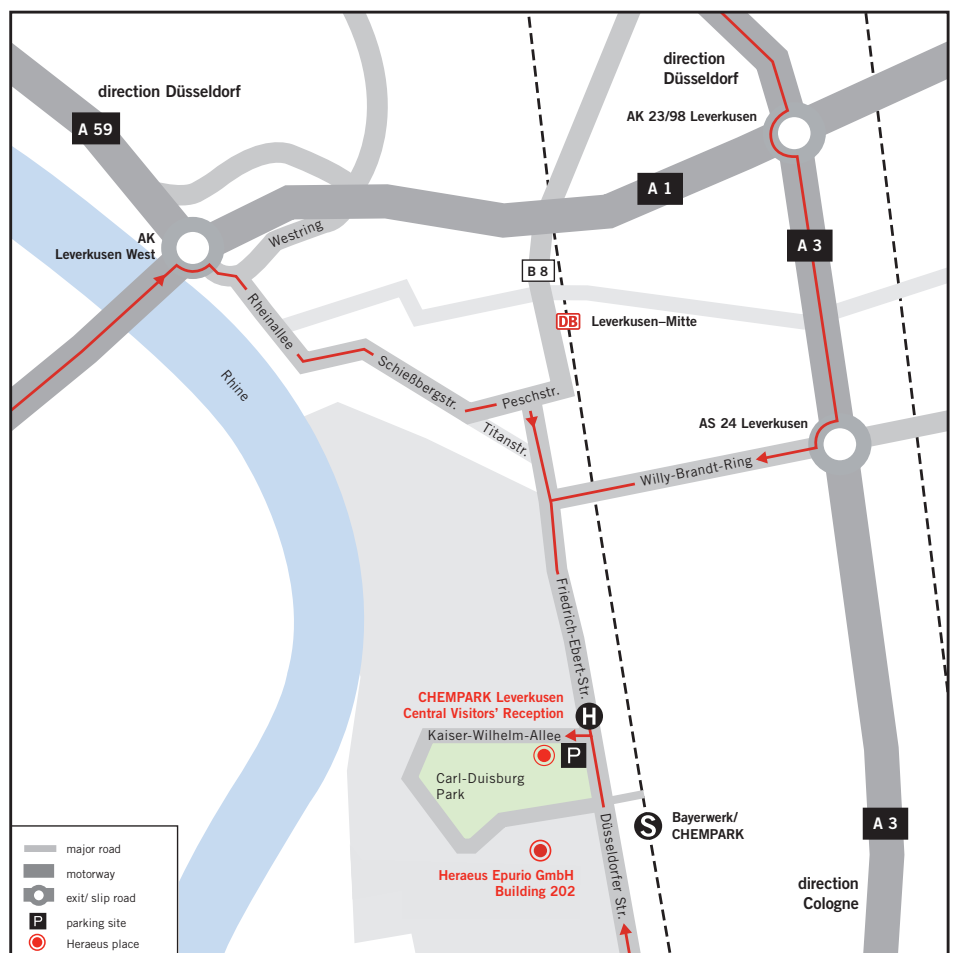 direction
Düsseldorf
direction Düsseldorf
A 59
AK 23/98 Leverkusen
A 1
Westring
AK
Leverkusen West
A 3
B 8
Rheinallee
DB Leverkusen–Mitte
Rhine
Schießbergstr.
Peschstr.
Titanstr.
AS 24 Leverkusen
Willy-Brandt-Ring
Friedrich-Ebert-Str.
CHEMPARK Leverkusen
Central Visitors' Reception
H
Kaiser-Wilhelm-Allee
P
Carl-Duisburg
Park
Düsseldorfer Str.
S
Bayerwerk/
CHEMPARK
A 3
Heraeus Epurio GmbH
Building 202
direction
Cologne
major road
motorway
exit/ slip road
P parking site
Heraeus place